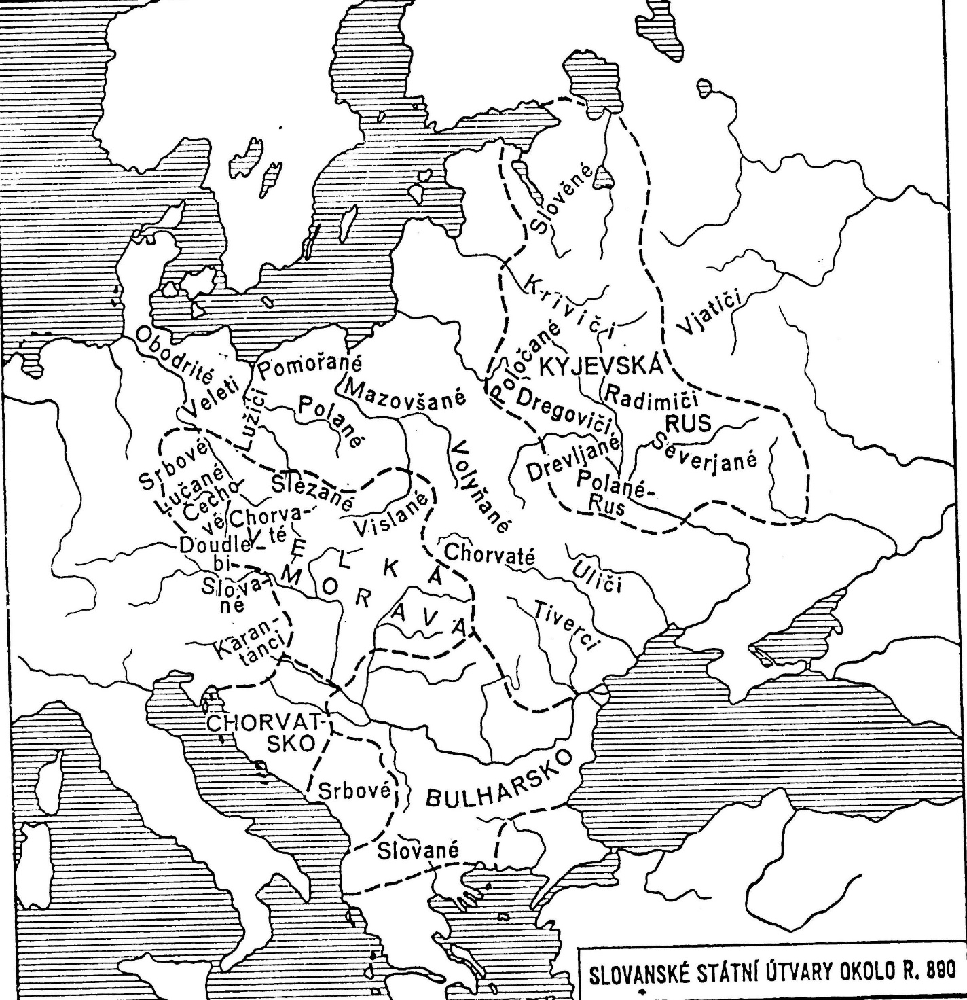 Slověné
Kriviči
Vjatiči
Poločané
KYJEVSKÁ
Obodrité
Pomořané
Veleti
Mazovšané
Dregoviči
Radimiči
RUS
Lužíci
Polané
Drevljané
Severjané
Srbové
Volyňané
Polané-
Rus
Lučané
Slezané
Čecho-
vé
Vislané
Chorva-
té
Doudle-
bi
VELKÁ
MORAVA
Chorvaté
Uliči
Slova-
né
Tiverci
Karan-
tánci
CHORVAT-
SKO
BULHARSKO
Srbové
Slované
SLOVANSKÉ STÁTNÍ ÚTVARY OKOLO R. 890